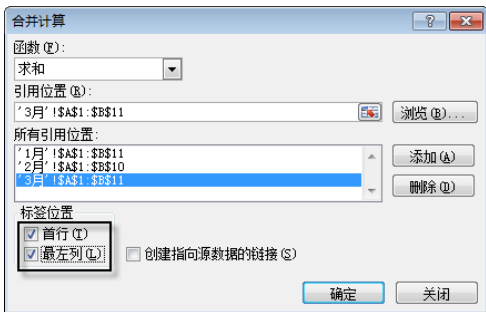 合并计算
函数(F):
求和
引用位置(R):
'3月'!$A$1:$B$11
浏览(B)...
所有引用位置:
'1月'!$A$1:$B$11
'2月'!$A$1:$B$10
'3月'!$A$1:$B$11
添加(A)
删除(D)
标签位置
首行(T)
最左列(L)
创建指向源数据的链接(S)
确定
关闭